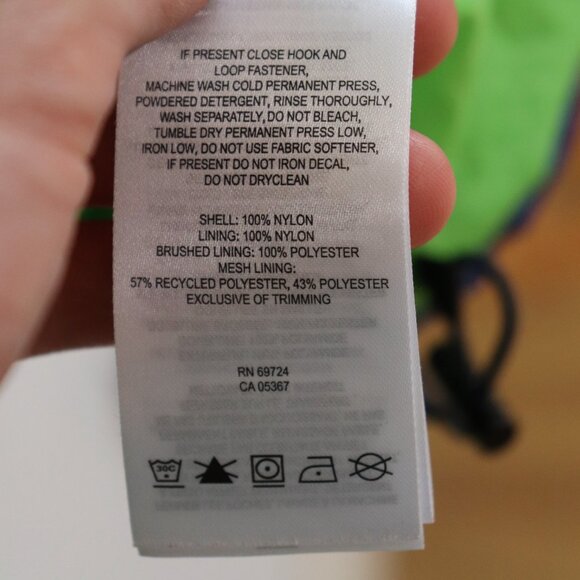 IF PRESENT CLOSE HOOK AND
LOOP FASTENER,
MACHINE WASH COLD PERMANENT PRESS,
POWDERED DETERGENT, RINSE THOROUGHLY,
WASH SEPARATELY, DO NOT BLEACH,
TUMBLE DRY PERMANENT PRESS LOW,
IRON LOW, DO NOT USE FABRIC SOFTENER,
IF PRESENT DO NOT IRON DECAL,
DO NOT DRYCLEAN
SHELL: 100% NYLON
LINING: 100% NYLON
BRUSHED LINING: 100% POLYESTER
MESH LINING:
57% RECYCLED POLYESTER, 43% POLYESTER
EXCLUSIVE OF TRIMMING
RN 69724
CA 05367
30C